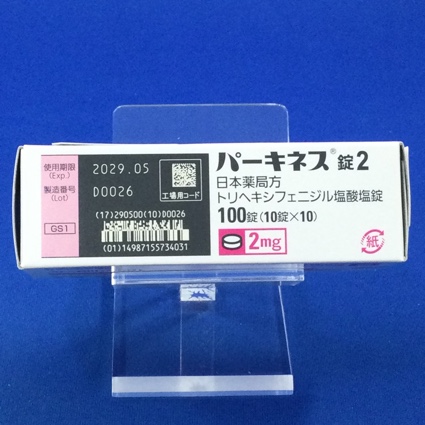 使用期限
(Exp.)
2029.05
製造番号
(Lot)
D0026
工場用コード
GS1
(17)290500(10)D0026
(01)14987155734031
パーキネス®錠2
日本薬局方
トリヘキシフェニジル塩酸塩錠
100錠(10錠×10)
2mg
紙